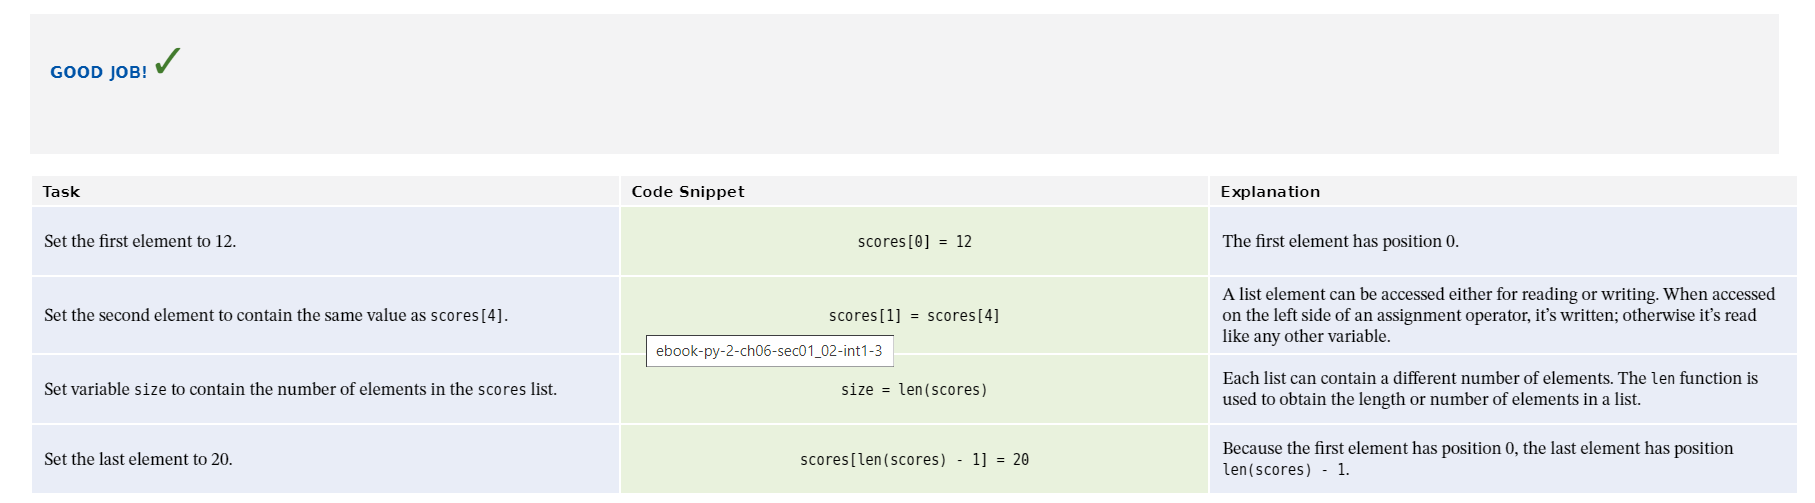 GOOD JOB! ✓
Task
Code Snippet
Explanation
Set the first element to 12.
scores[0] = 12
The first element has position 0.
Set the second element to contain the same value as scores[4].
scores[1] = scores[4]
A list element can be accessed either for reading or writing. When accessed
on the left side of an assignment operator, it’s written; otherwise it’s read
like any other variable.
ebook-py-2-ch06-sec01_02-int1-3
Set variable size to contain the number of elements in the scores list.
size = len(scores)
Each list can contain a different number of elements. The len function is
used to obtain the length or number of elements in a list.
Set the last element to 20.
scores[len(scores) - 1] = 20
Because the first element has position 0, the last element has position
len(scores) - 1.